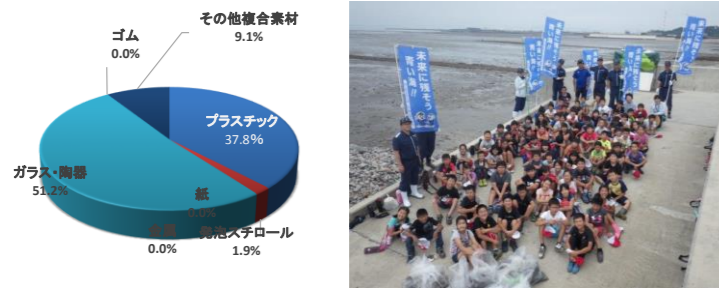 その他複合素材
9.1%
ゴム
0.0%
プラスチック
37.8%
ガラス・陶器
51.2%
紙
0.0%
0.0%
発泡スチロール
1.9%
未来に残そう
青い海!!